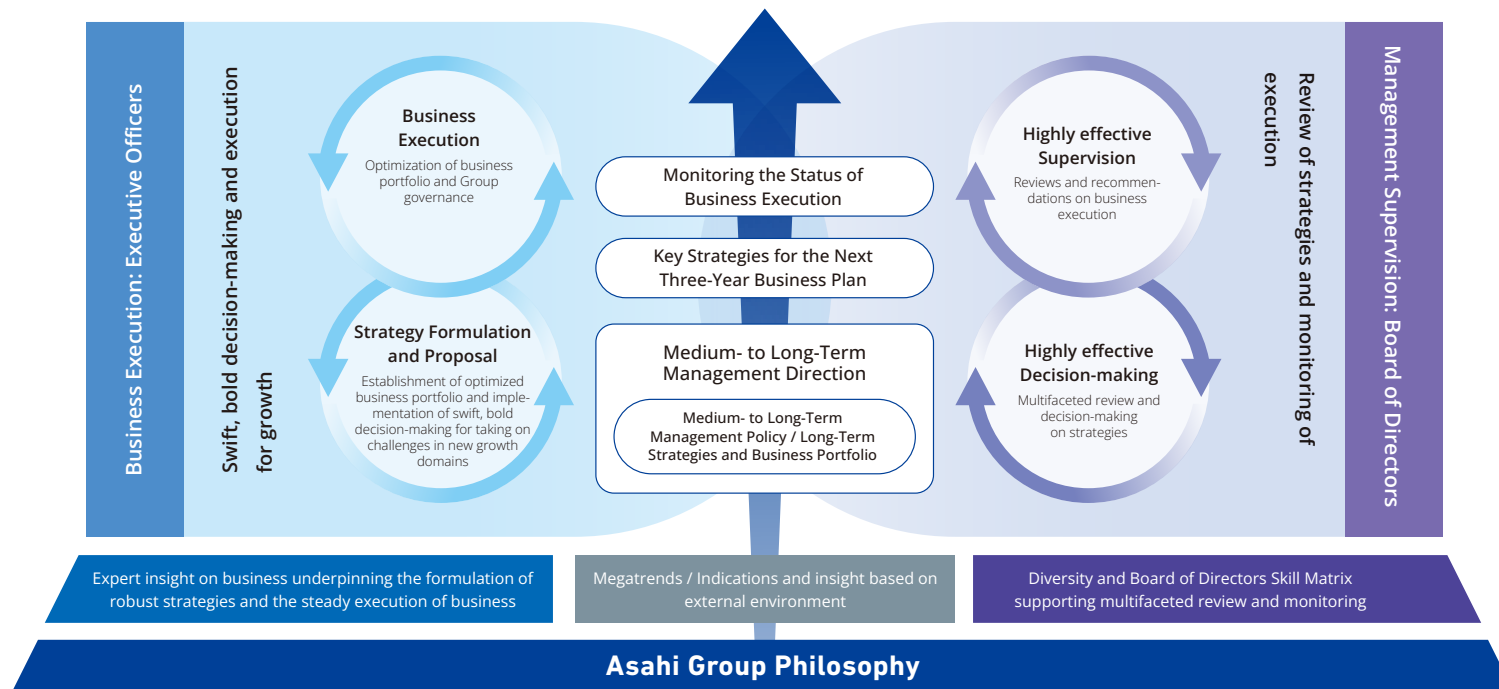 Business Execution: Executive Officers
Swift, bold decision-making and execution
for growth
Business
Execution
Optimization of business
portfolio and Group
governance
Strategy Formulation
and Proposal
Establishment of optimized
business portfolio and imple-
mentation of swift, bold
decision-making for taking on
challenges in new growth
domains
Monitoring the Status of
Business Execution
Key Strategies for the Next
Three-Year Business Plan
Medium- to Long-Term
Management Direction
Medium- to Long-Term
Management Policy / Long-Term
Strategies and Business Portfolio
Highly effective
Supervision
Reviews and recommen-
dations on business
execution
Highly effective
Decision-making
Multifaceted review and
decision-making
on strategies
Review of strategies and monitoring of
execution
Management Supervision: Board of Directors
Expert insight on business underpinning the formulation of
robust strategies and the steady execution of business
Megatrends / Indications and insight based on
external environment
Diversity and Board of Directors Skill Matrix
supporting multifaceted review and monitoring
Asahi Group Philosophy